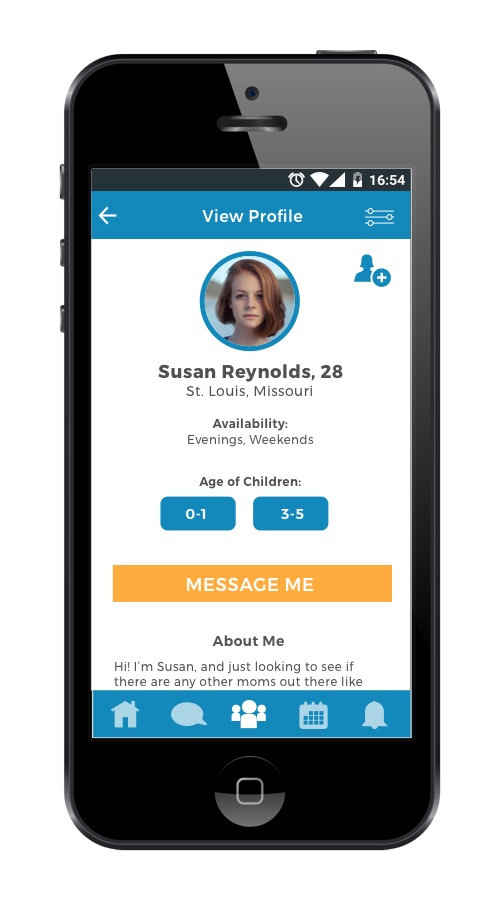 16:54
View Profile
Susan Reynolds, 28
St. Louis, Missouri
Availability:
Evenings, Weekends
Age of Children:
0-1 3-5
MESSAGE ME
About Me
Hi! I'm Susan, and just looking to see if
there are any other moms out there like